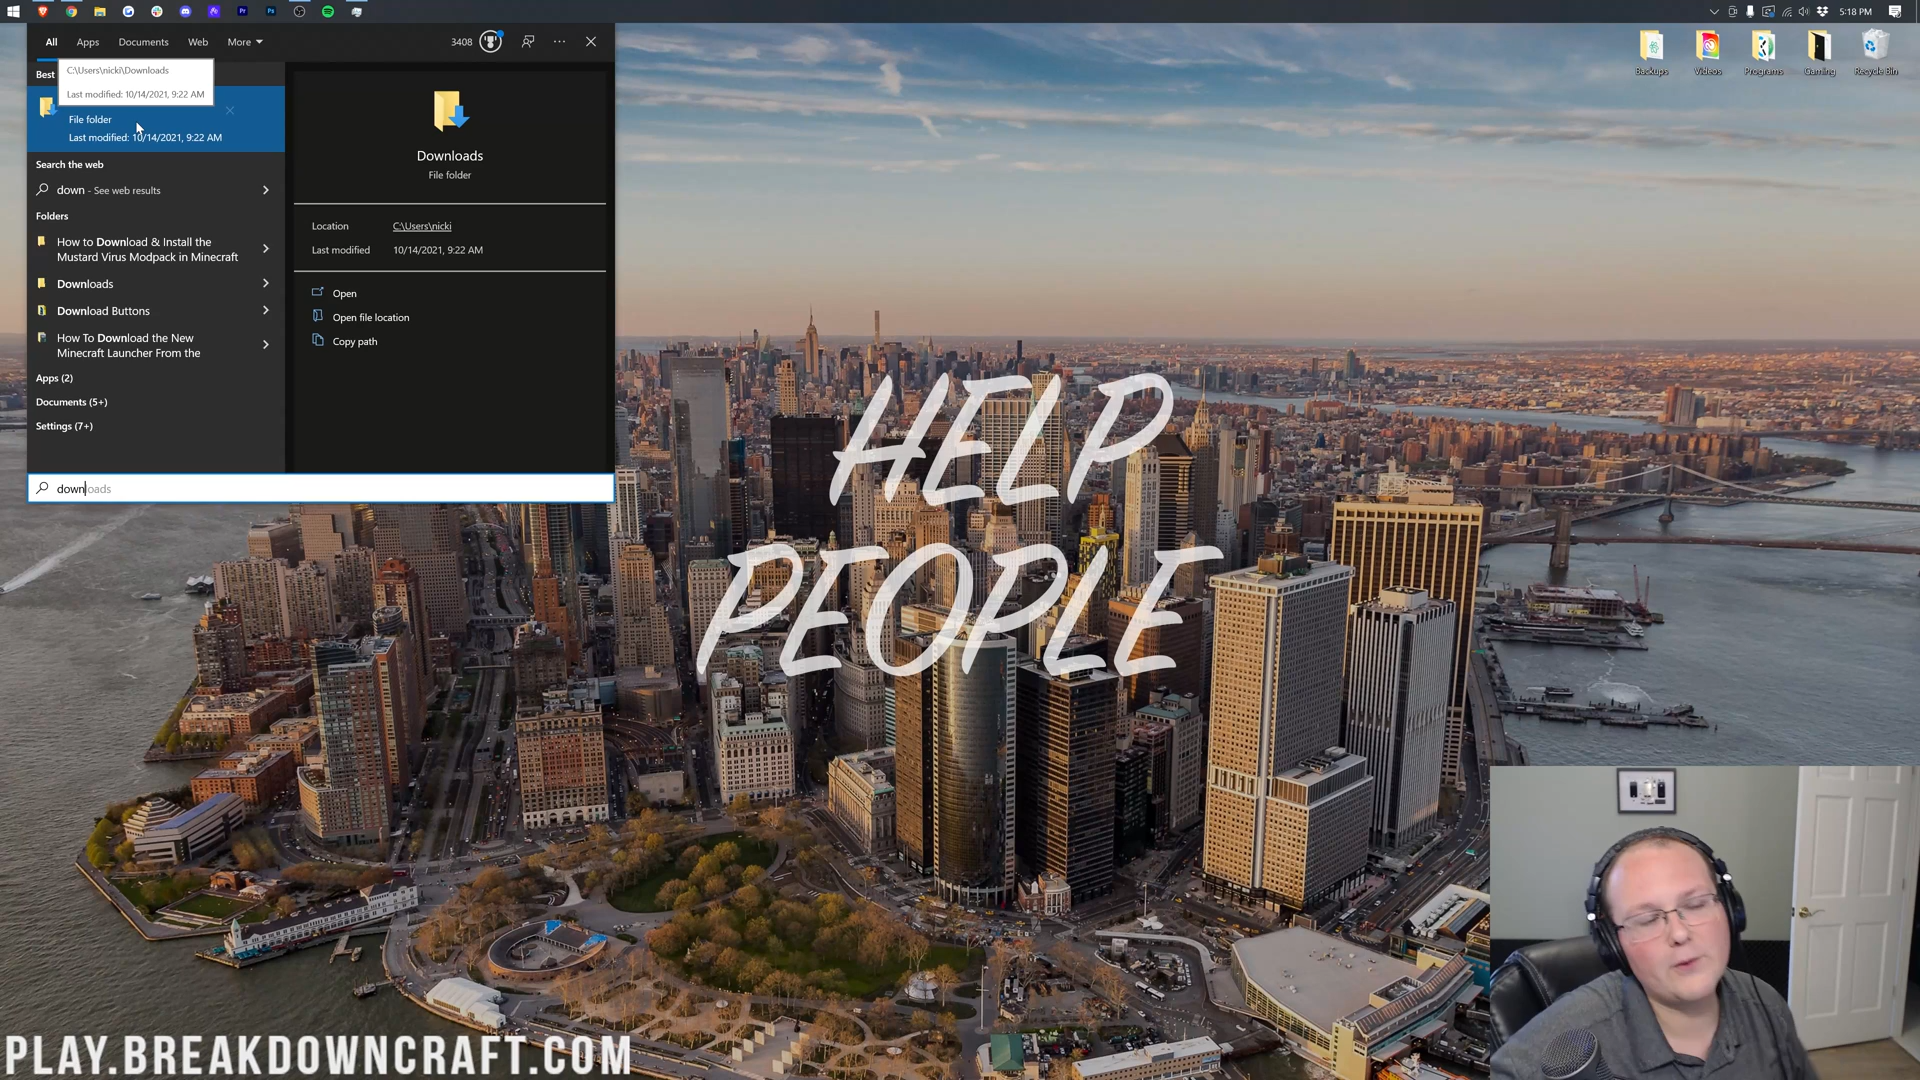 5:18 PM
All Apps Documents Web More
3408
Best
C:\Users\nicki\Downloads
Last modified: 10/14/2021, 9:22 AM
File folder
Last modified: 10/14/2021, 9:22 AM
Search the web
down - See web results
Folders
How to Download & Install the
Mustard Virus Modpack in Minecraft
Downloads
Download Buttons
How To Download the New
Minecraft Launcher From the
Apps (2)
Documents (5+)
Settings (7+)
downloads
Downloads
File folder
Location C:\Users\nicki
Last modified 10/14/2021, 9:22 AM
Open
Open file location
Copy path
Backups
Videos
Programs
Gaming
Recycle Bin
HELP
PEOPLE
PLAY.BREAKDOWNCRAFT.COM